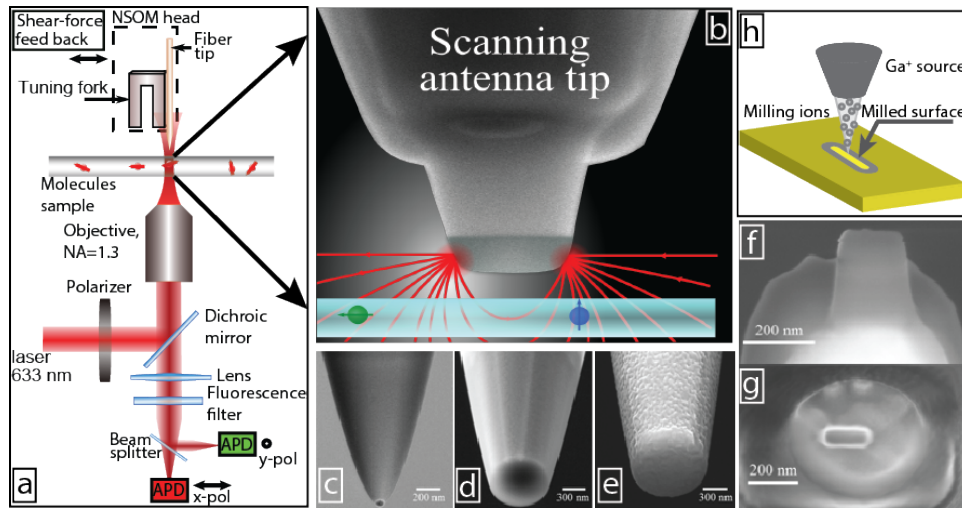 Shear-force
feed back
NSOM head
Fiber
tip
Tuning fork
Molecules
sample
Objective,
NA=1.3
Polarizer
Dichroic
mirror
laser
633 nm
Lens
Fluorescence
filter
Beam
splitter
APD
y-pol
APD
x-pol
a
Scanning
antenna tip
b
c
200 nm
d
300 nm
e
300 nm
h
Ga⁺ source
Milling ions
Milled surface
f
200 nm
g
200 nm